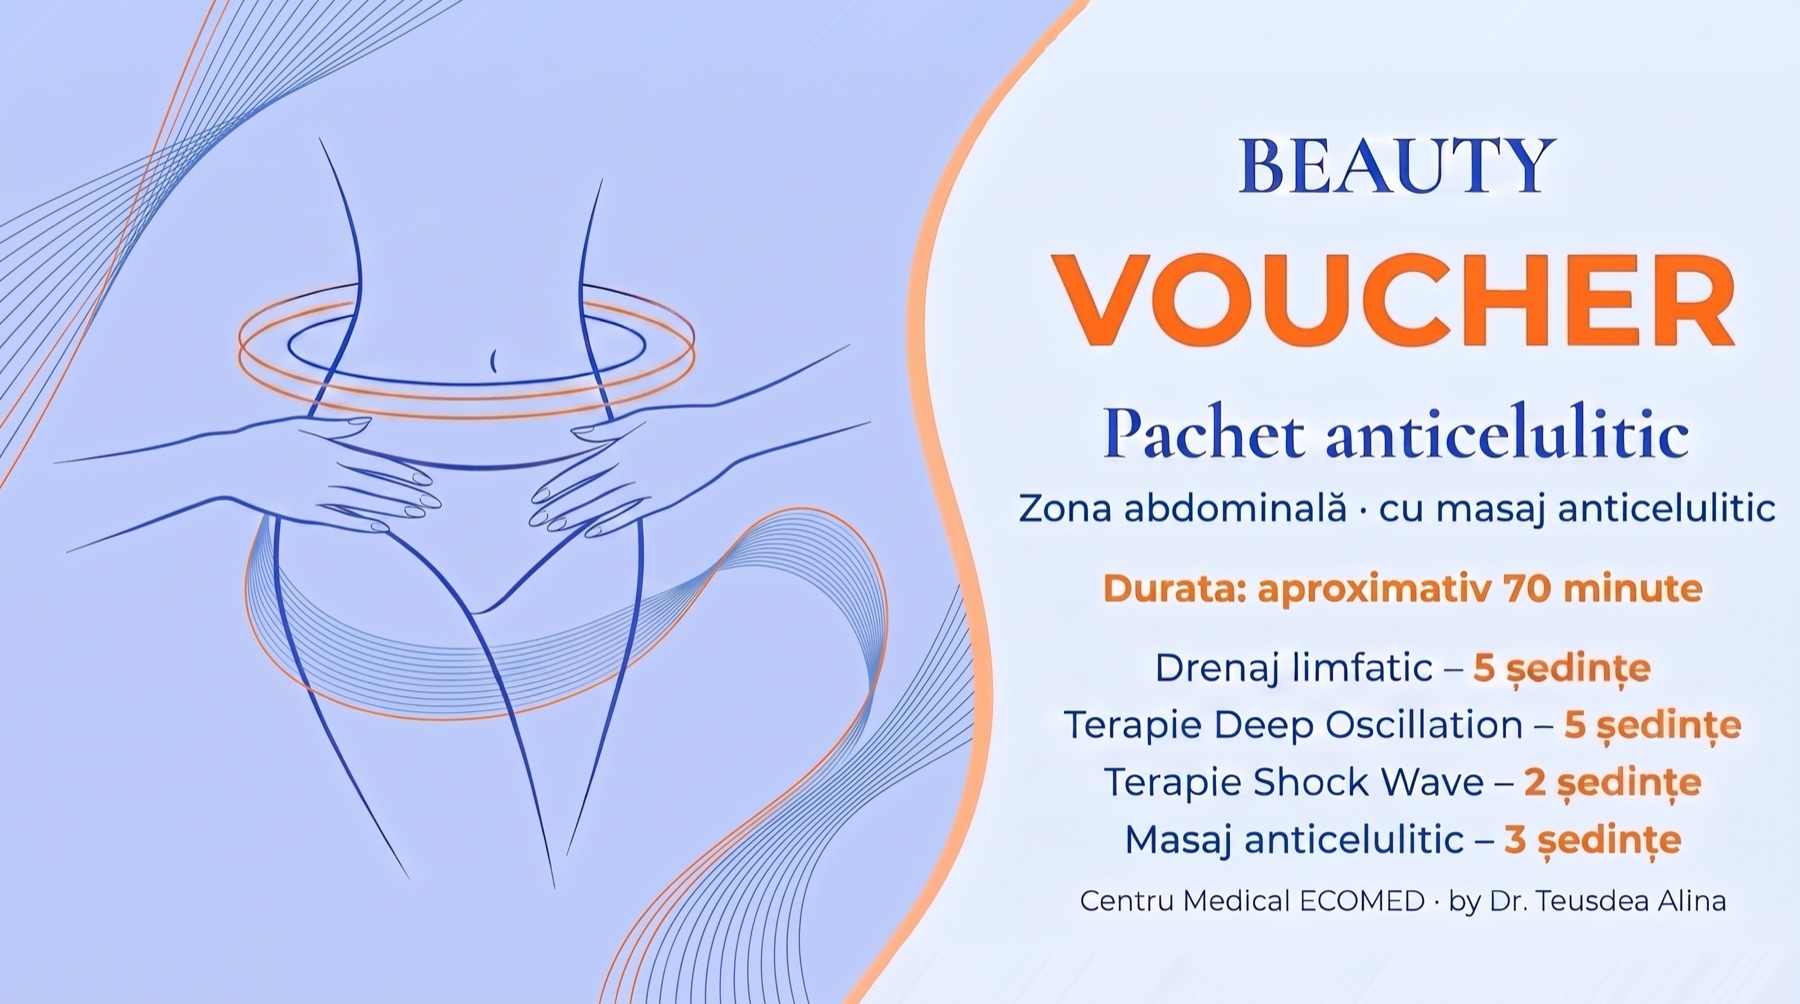 BEAUTY
VOUCHER
Pachet anticelulitic
Zona abdominală · cu masaj anticelulitic
Durata: aproximativ 70 minute
Drenaj limfatic – 5 ședințe
Terapie Deep Oscillation – 5 ședințe
Terapie Shock Wave – 2 ședințe
Masaj anticelulitic – 3 ședințe
Centru Medical ECOMED · by Dr. Teusdea Alina